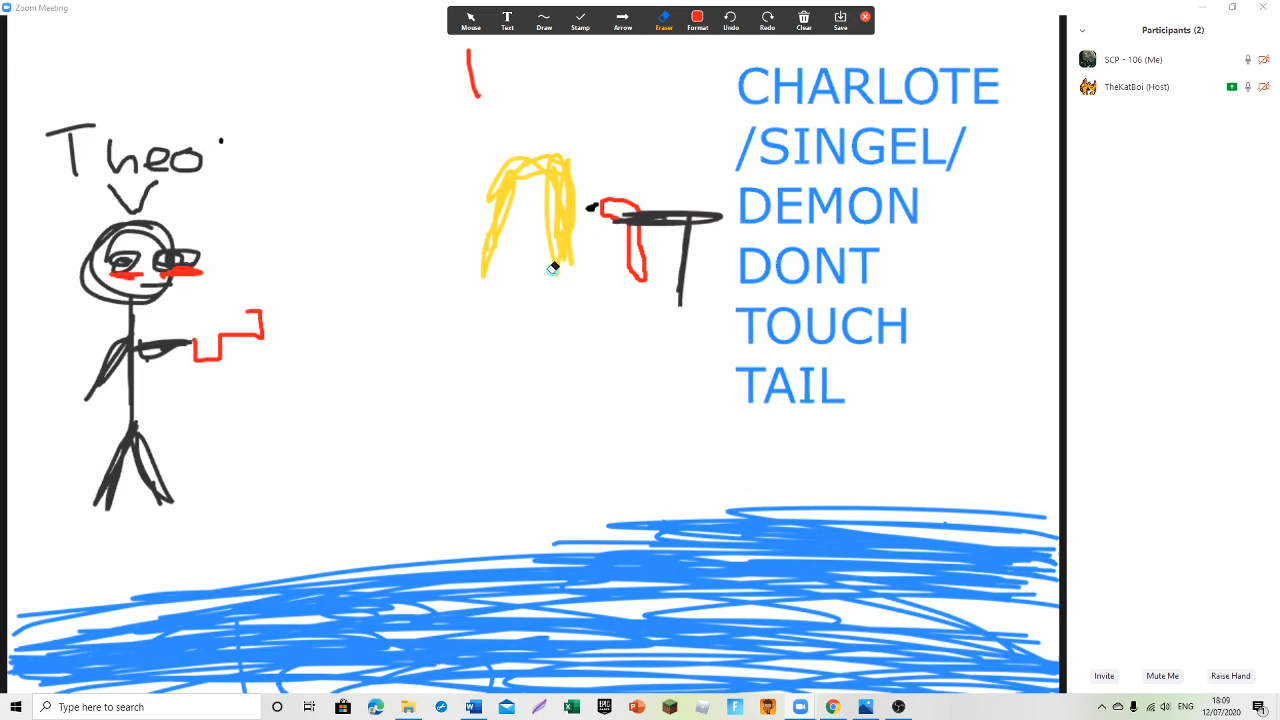 Zoom Meeting
Mouse Text Draw Stamp Arrow Eraser Format Undo Redo Clear Save
Participants (2)
SCP - 106 (Me)
TheKatBoi (Host)
Theo
CHARLOTE
/SINGEL/
DEMON
DONT
TOUCH
TAIL
Invite Mute Me Raise Hand
Type here to search
ENG
12:18:09
12/07/2020